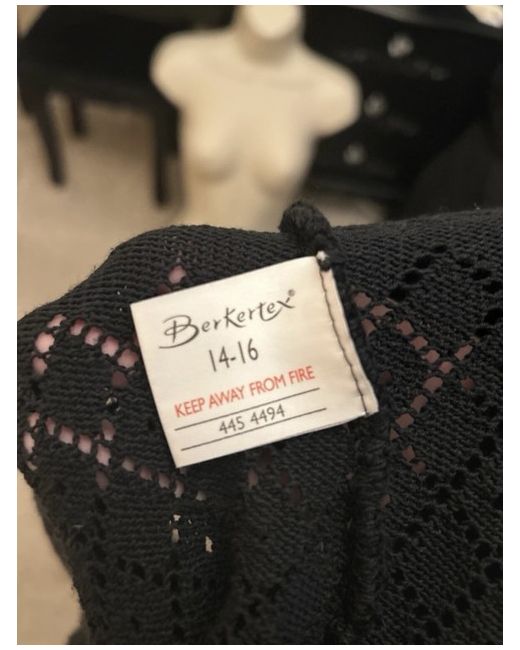 Berkertex®
14-16
KEEP AWAY FROM FIRE
445 4494